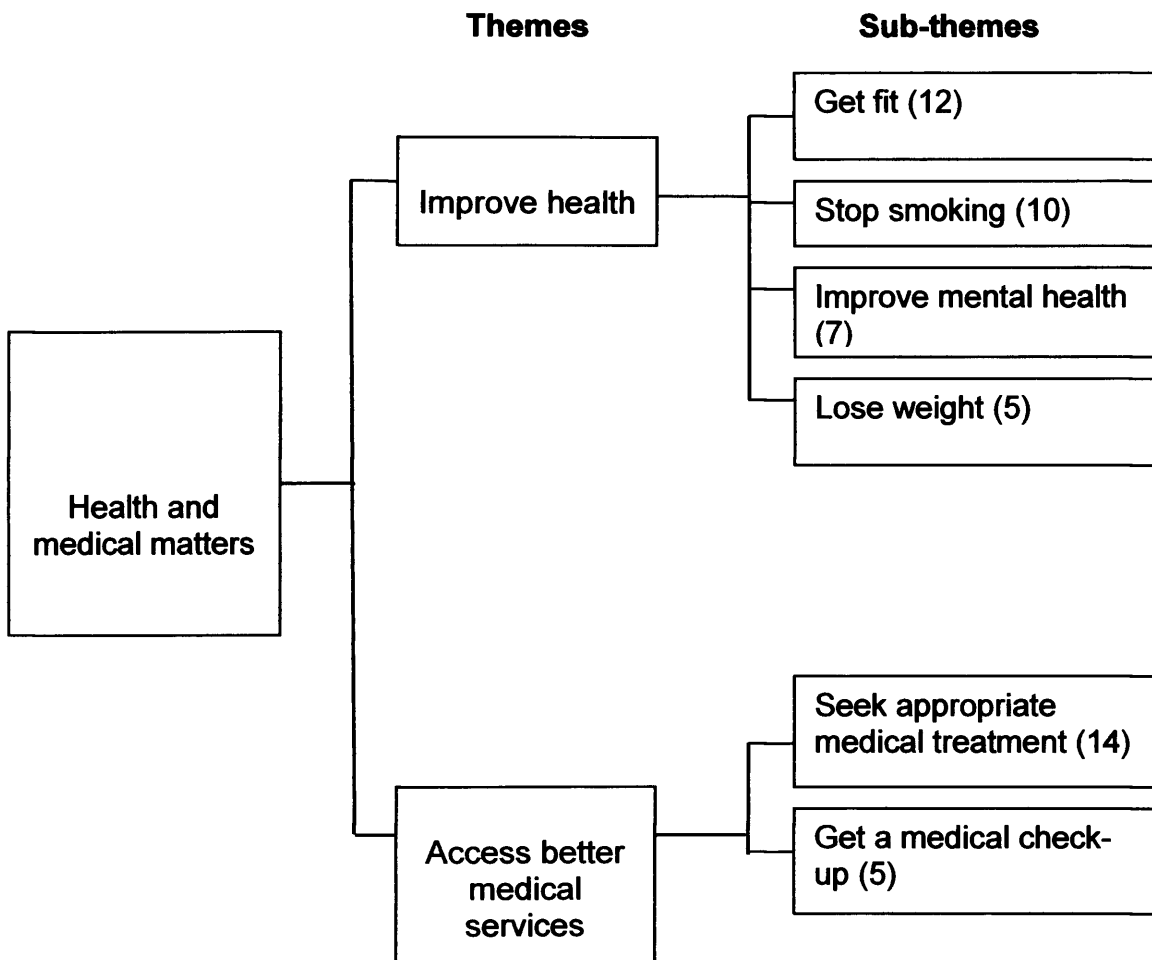 Themes
Sub-themes
Get fit (12)
Improve health
Stop smoking (10)
Improve mental health
(7)
Lose weight (5)
Health and
medical matters
Seek appropriate
medical treatment (14)
Access better
medical
services
Get a medical check-
up (5)